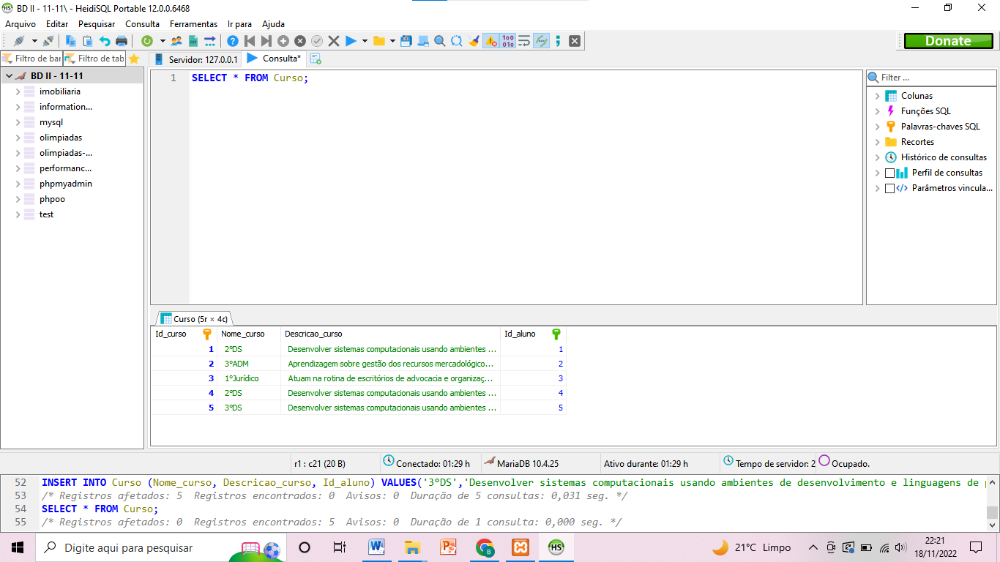 BD II - 11-11\ - HeidiSQL Portable 12.0.0.6468
Arquivo Editar Pesquisar Consulta Ferramentas Ir para Ajuda
Donate
Filtro de bar Filtro de tab Servidor: 127.0.0.1 Consulta*
BD II - 11-11
imobiliaria
information...
mysql
olimpiadas
olimpiadas-...
performanc...
phpmyadmin
phpoo
test
1 SELECT * FROM Curso;
Filter ...
Colunas
Funções SQL
Palavras-chaves SQL
Recortes
Histórico de consultas
Perfil de consultas
Parâmetros vincula...
Curso (5r × 4c)
Id_curso Nome_curso Descricao_curso Id_aluno
1 2°DS Desenvolver sistemas computacionais usando ambientes ... 1
2 3°ADM Aprendizagem sobre gestão dos recursos mercadológico... 2
3 1°Jurídico Atuam na rotina de escritórios de advocacia e organizaç... 3
4 2°DS Desenvolver sistemas computacionais usando ambientes ... 4
5 3°DS Desenvolver sistemas computacionais usando ambientes ... 5
r1 : c21 (20 B) Conectado: 01:29 h MariaDB 10.4.25 Ativo durante: 01:29 h Tempo de servidor: 2 Ocupado.
52 INSERT INTO Curso (Nome_curso, Descricao_curso, Id_aluno) VALUES('3°DS','Desenvolver sistemas computacionais usando ambientes de desenvolvimento e linguagens de
53 /* Registros afetados: 5 Registros encontrados: 0 Avisos: 0 Duração de 5 consultas: 0,031 seg. */
54 SELECT * FROM Curso;
55 /* Registros afetados: 0 Registros encontrados: 5 Avisos: 0 Duração de 1 consulta: 0,000 seg. */
Digite aqui para pesquisar
21°C Limpo
22:21
18/11/2022